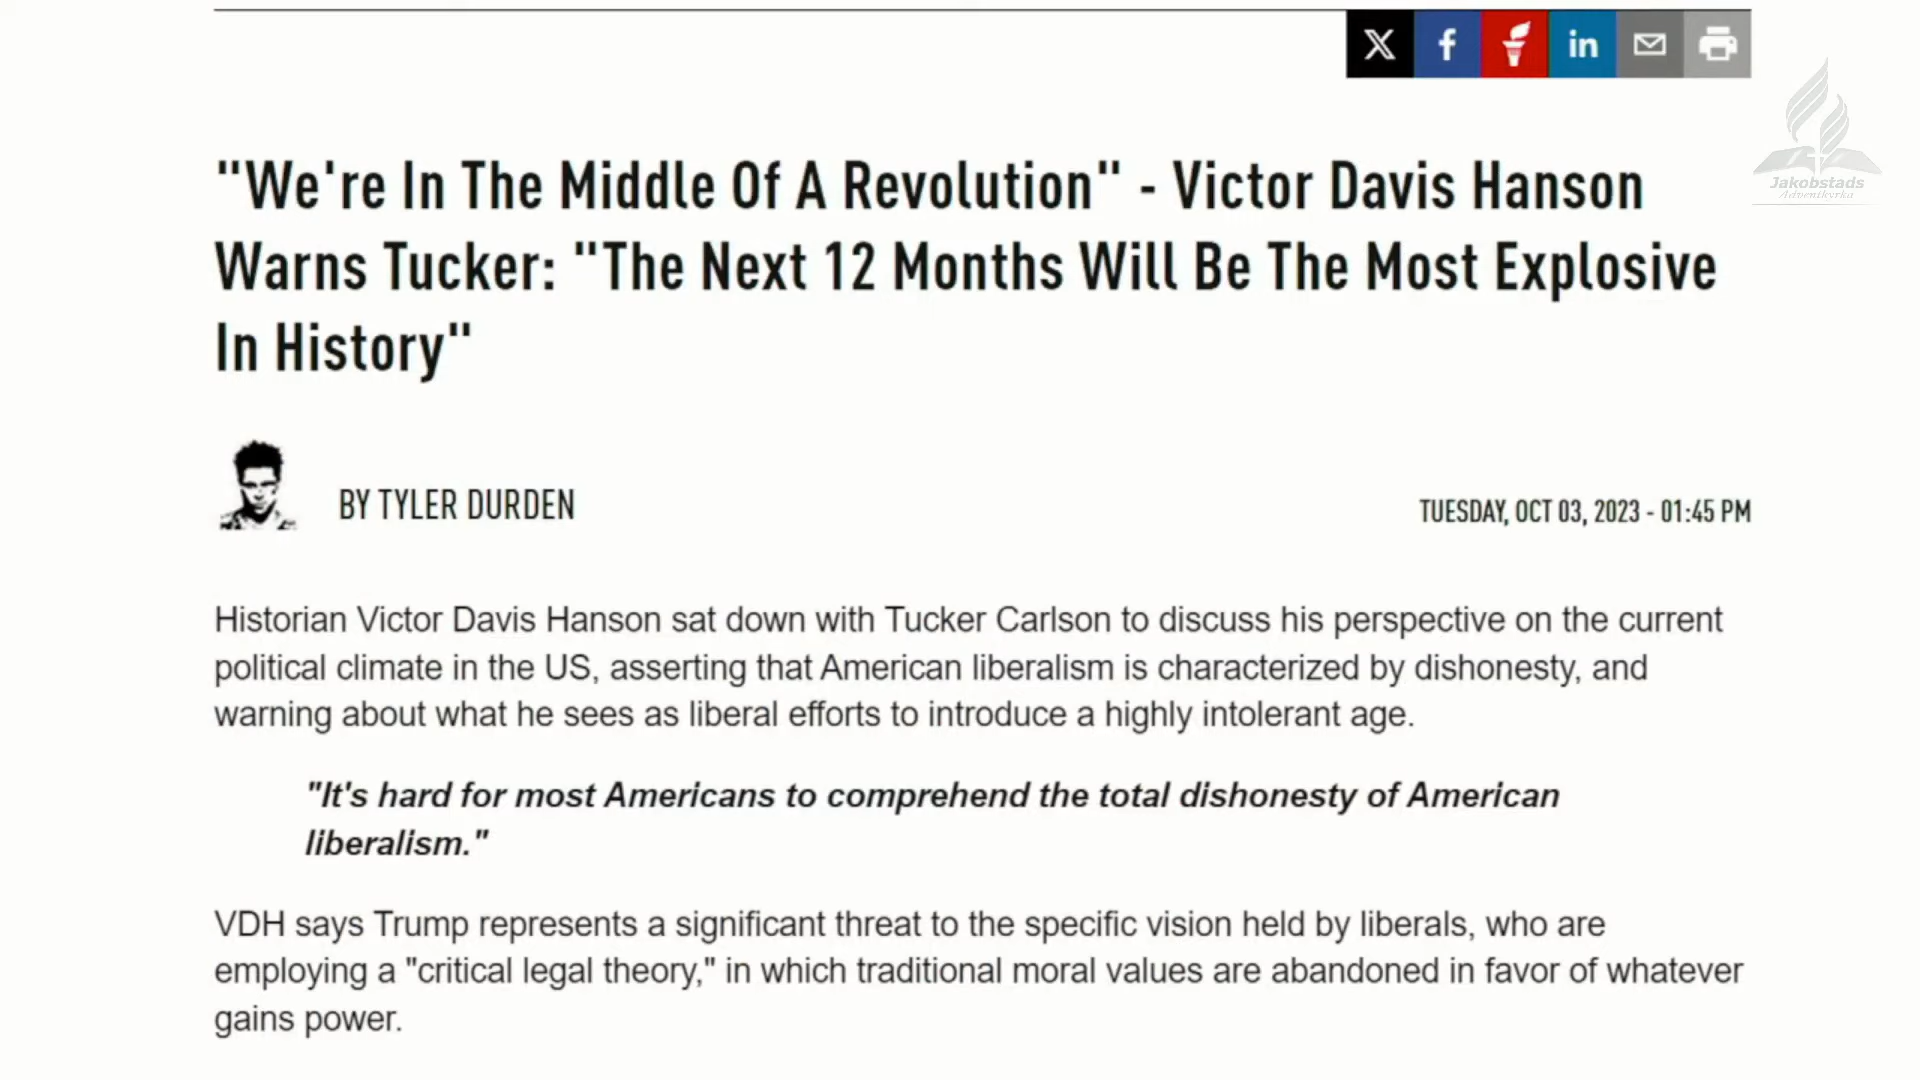 "We're In The Middle Of A Revolution" - Victor Davis Hanson
Warns Tucker: "The Next 12 Months Will Be The Most Explosive
In History"
BY TYLER DURDEN
TUESDAY, OCT 03, 2023 - 01:45 PM
Historian Victor Davis Hanson sat down with Tucker Carlson to discuss his perspective on the current
political climate in the US, asserting that American liberalism is characterized by dishonesty, and
warning about what he sees as liberal efforts to introduce a highly intolerant age.
"It's hard for most Americans to comprehend the total dishonesty of American
liberalism."
VDH says Trump represents a significant threat to the specific vision held by liberals, who are
employing a "critical legal theory," in which traditional moral values are abandoned in favor of whatever
gains power.
X
f
in
Jakobstads
Adventkyrka